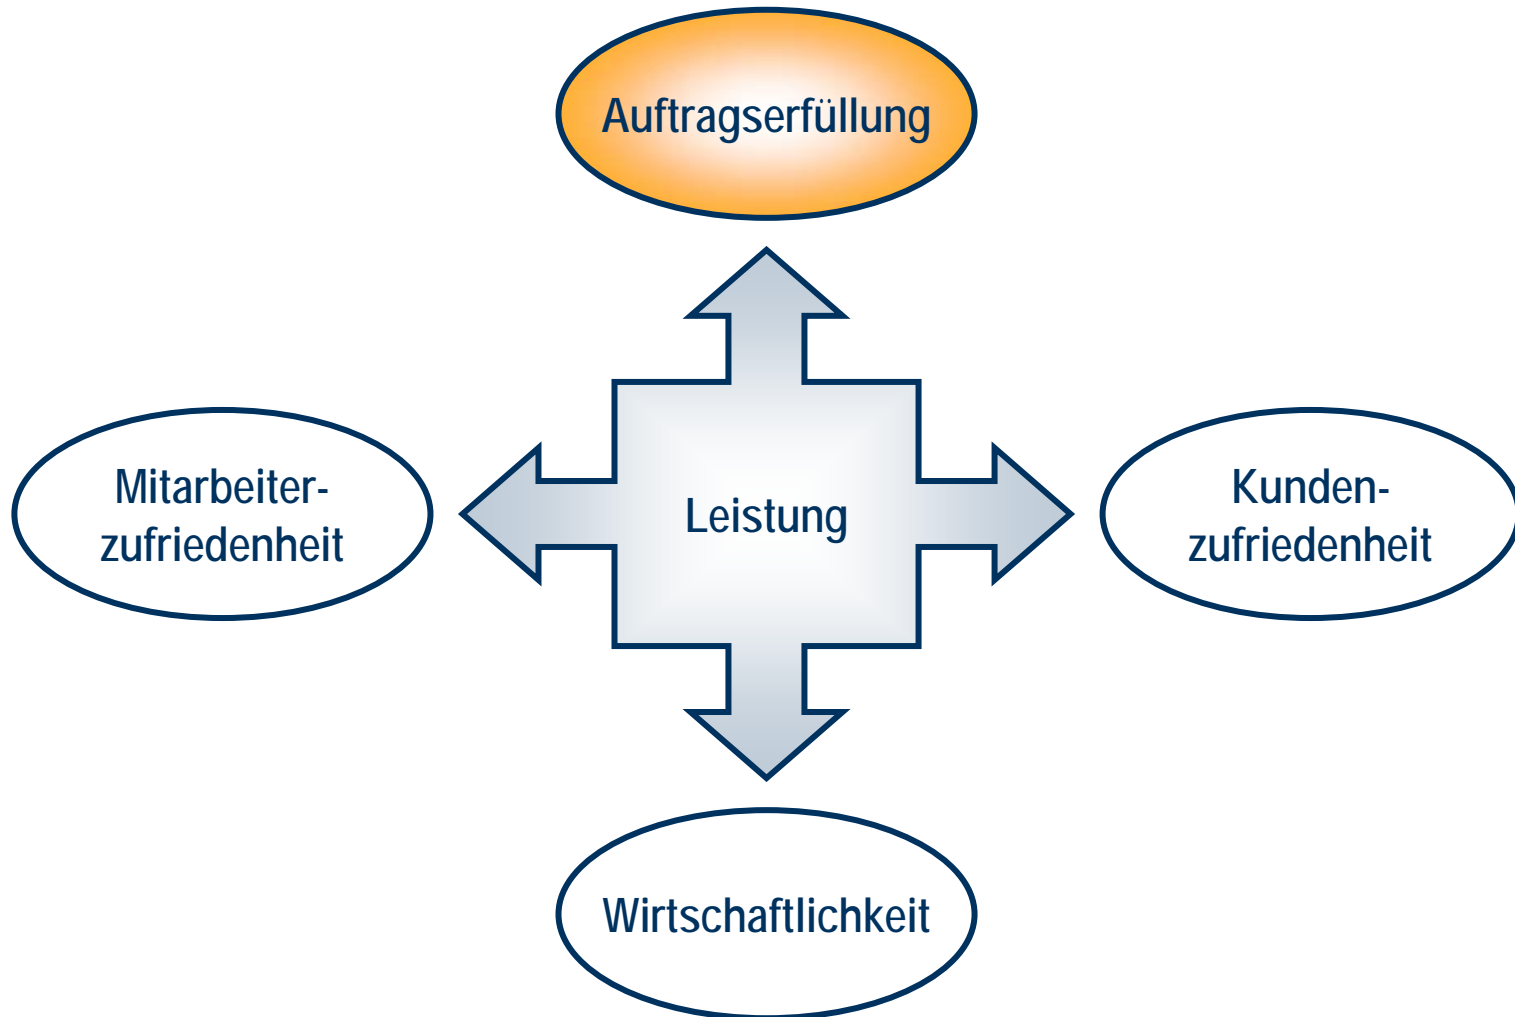 Auftragserfüllung
Mitarbeiter-
zufriedenheit
Leistung
Kunden-
zufriedenheit
Wirtschaftlichkeit